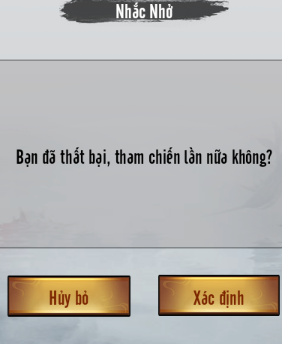 Nhắc Nhở
Bạn đã thất bại, tham chiến lần nữa không?
Hủy bỏ
Xác định